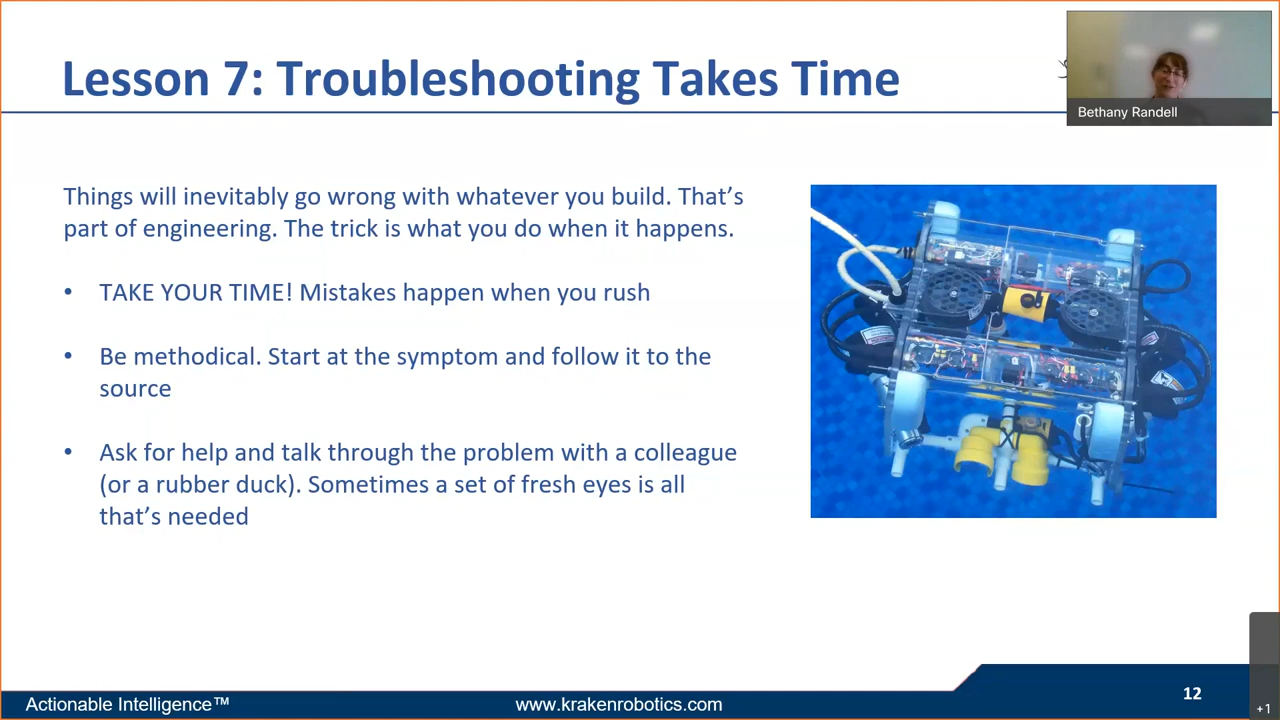 Lesson 7: Troubleshooting Takes Time
Bethany Randell
Things will inevitably go wrong with whatever you build. That’s
part of engineering. The trick is what you do when it happens.
• TAKE YOUR TIME! Mistakes happen when you rush
• Be methodical. Start at the symptom and follow it to the
source
• Ask for help and talk through the problem with a colleague
(or a rubber duck). Sometimes a set of fresh eyes is all
that’s needed
Actionable Intelligence™
www.krakenrobotics.com
12
+1